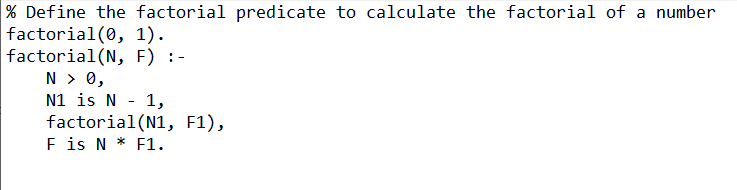 % Define the factorial predicate to calculate the factorial of a number
factorial(0, 1).
factorial(N, F) :-
    N > 0,
    N1 is N - 1,
    factorial(N1, F1),
    F is N * F1.